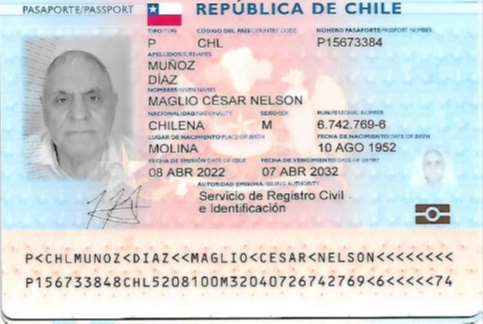 PASAPORTE/PASSPORT
REPÚBLICA DE CHILE
TIPO/TYPE CÓDIGO DEL PAÍS/COUNTRY CODE NÚMERO PASAPORTE/PASSPORT NUMBER
P CHL P15673384
APELLIDOS/SURNAMES
MUÑOZ
DÍAZ
NOMBRES/GIVEN NAMES
MAGLIO CÉSAR NELSON
NACIONALIDAD/NATIONALITY SEXO/SEX RUN/PERSONAL NUMBER
CHILENA M 6.742.769-6
LUGAR DE NACIMIENTO/PLACE OF BIRTH FECHA DE NACIMIENTO/DATE OF BIRTH
MOLINA 10 AGO 1952
FECHA DE EMISIÓN/DATE OF ISSUE FECHA DE VENCIMIENTO/DATE OF EXPIRY
08 ABR 2022 07 ABR 2032
AUTORIDAD EMISORA/ISSUING AUTHORITY
Servicio de Registro Civil
e Identificación
P<CHLMUNOZ<DIAZ<<MAGLIO<CESAR<NELSON<<<<<<<<
P156733848CHL5208100M32040726742769<6<<<<<74